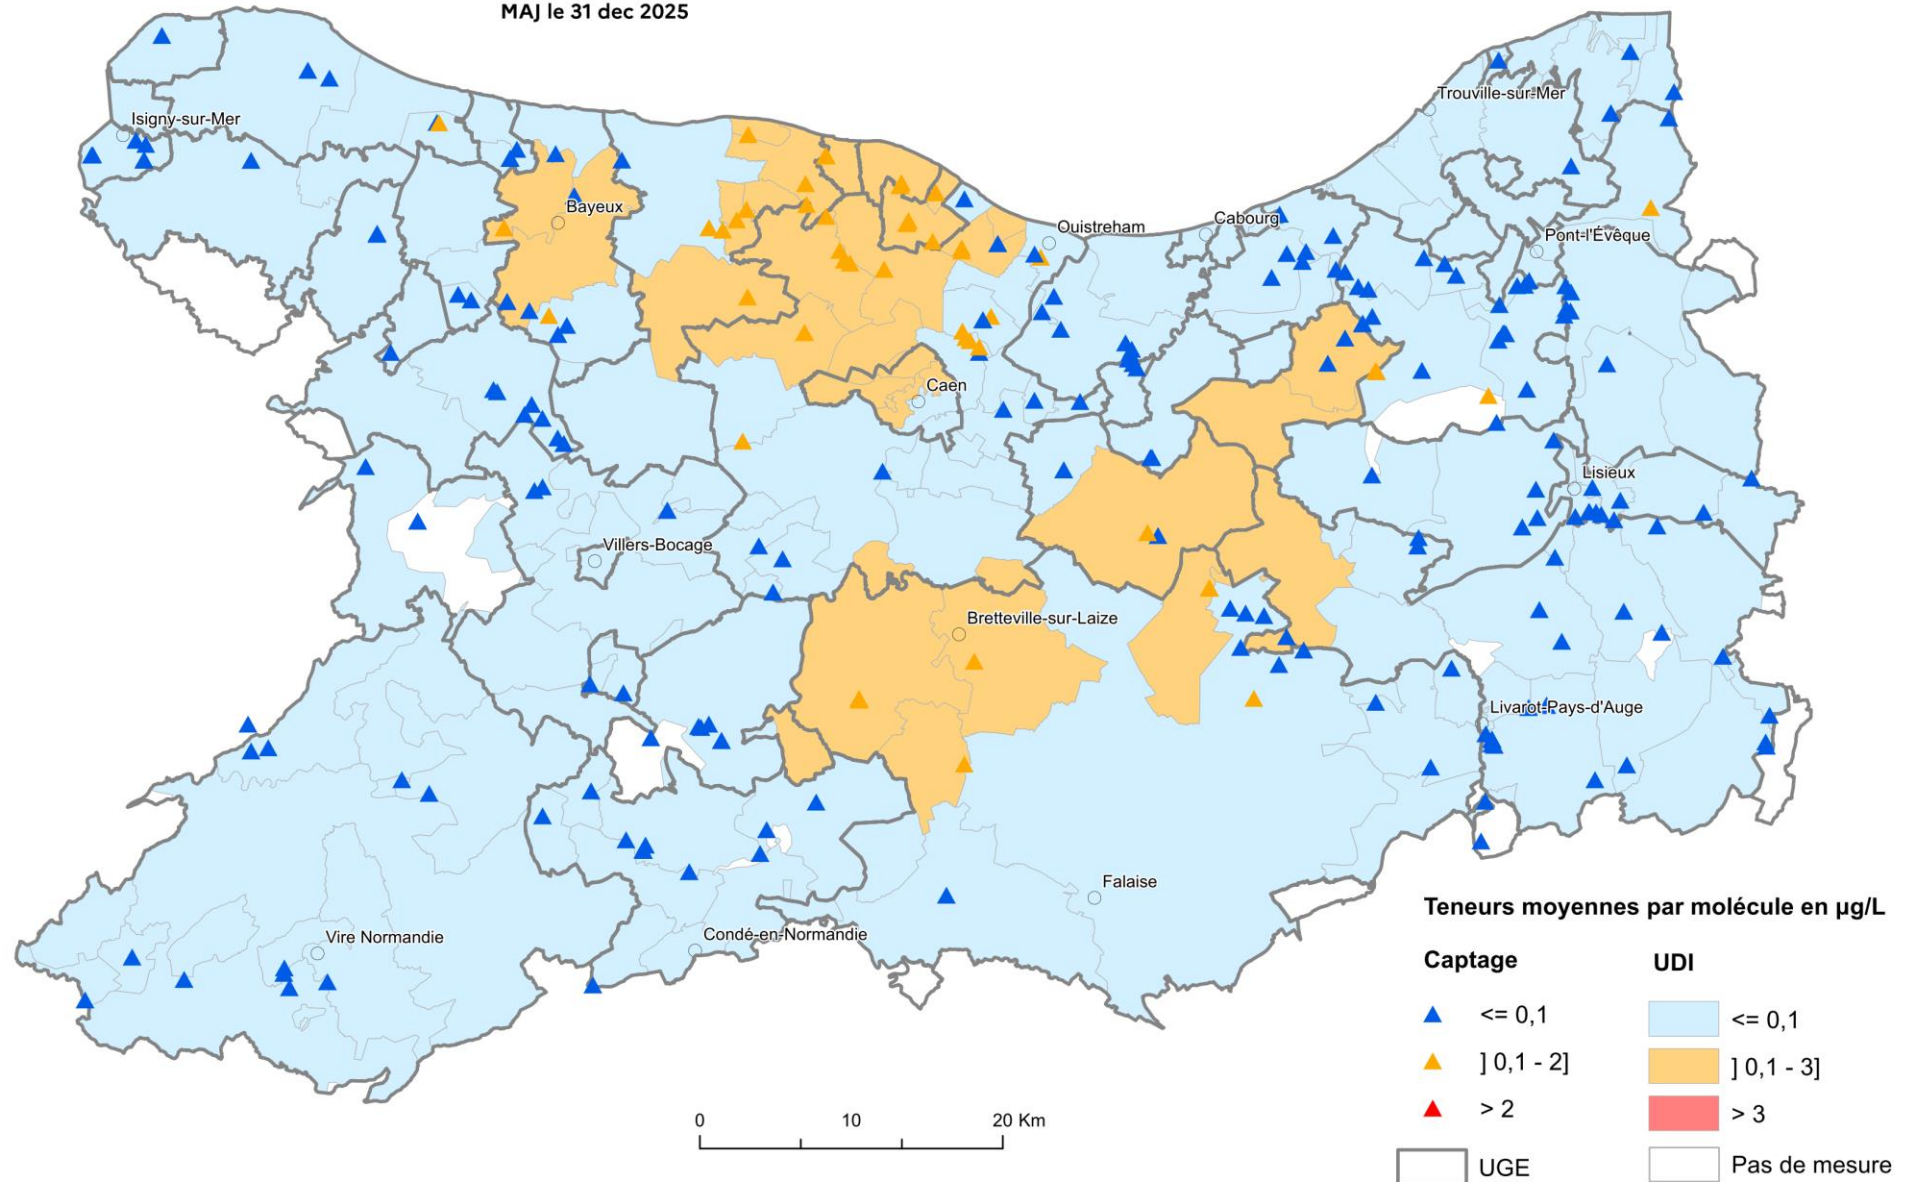 MAJ le 31 dec 2025
Trouville-sur-Mer
Isigny-sur-Mer
Bayeux
Cabourg
Ouistreham
Pont-l'Évêque
Caen
Lisieux
Villers-Bocage
Bretteville-sur-Laize
Livarot-Pays-d'Auge
Falaise
Condé-en-Normandie
Vire Normandie
Teneurs moyennes par molécule en µg/L
Captage UDI
<= 0,1 <= 0,1
] 0,1 - 2] ] 0,1 - 3]
> 2 > 3
UGE Pas de mesure
0 10 20 Km